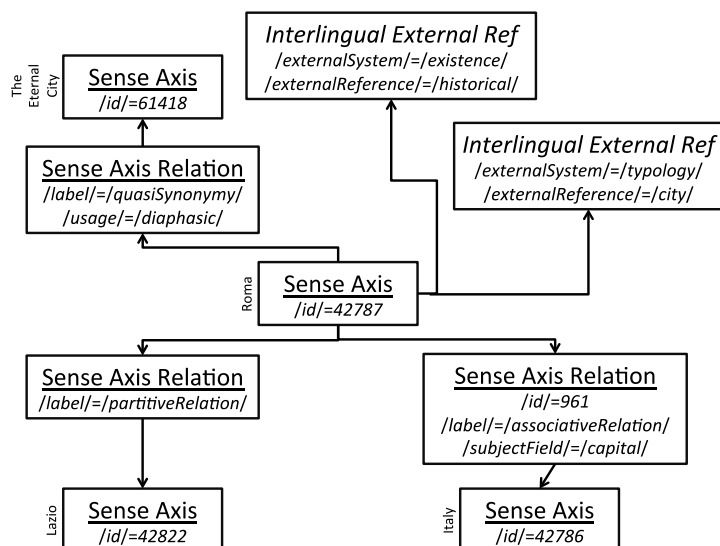 The
Eternal
City
Sense Axis
/id/=61418
Interlingual External Ref
/externalSystem/=/existence/
/externalReference/=/historical/
Interlingual External Ref
/externalSystem/=/typology/
/externalReference/=/city/
Sense Axis Relation
/label/=/quasiSynonymy/
/usage/=/diaphasic/
Roma
Sense Axis
/id/=42787
Sense Axis Relation
/label/=/partitiveRelation/
Sense Axis Relation
/id/=961
/label/=/associativeRelation/
/subjectField/=/capital/
Lazio
Sense Axis
/id/=42822
Italy
Sense Axis
/id/=42786